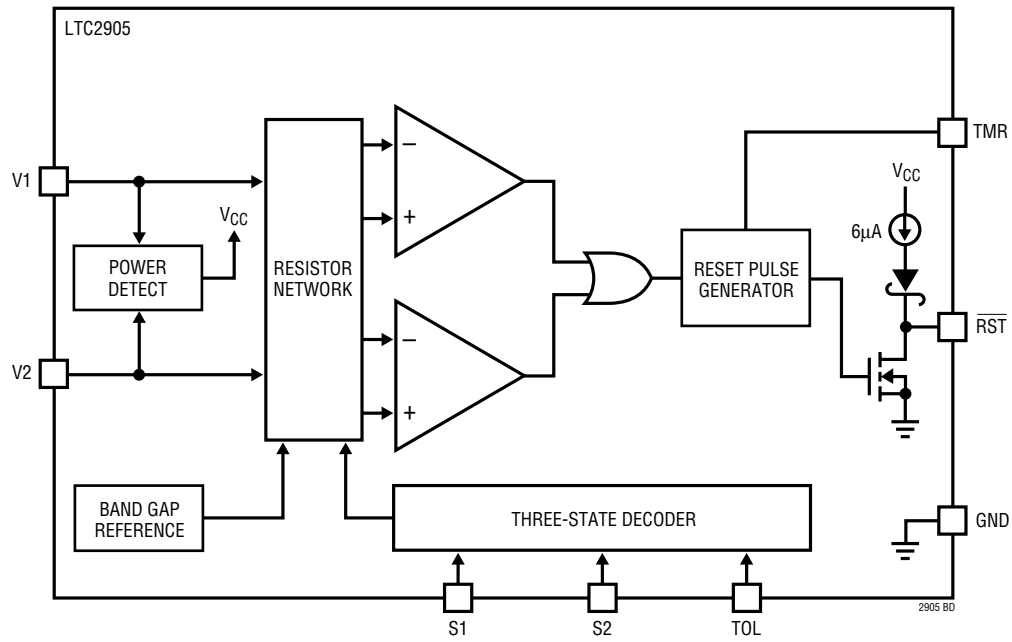 LTC2905
TMR
V1
VCC
VCC
–
+
6µA
POWER
DETECT
RESISTOR
NETWORK
RESET PULSE
GENERATOR
RST
V2
–
+
BAND GAP
REFERENCE
THREE-STATE DECODER
GND
S1
S2
TOL
2905 BD